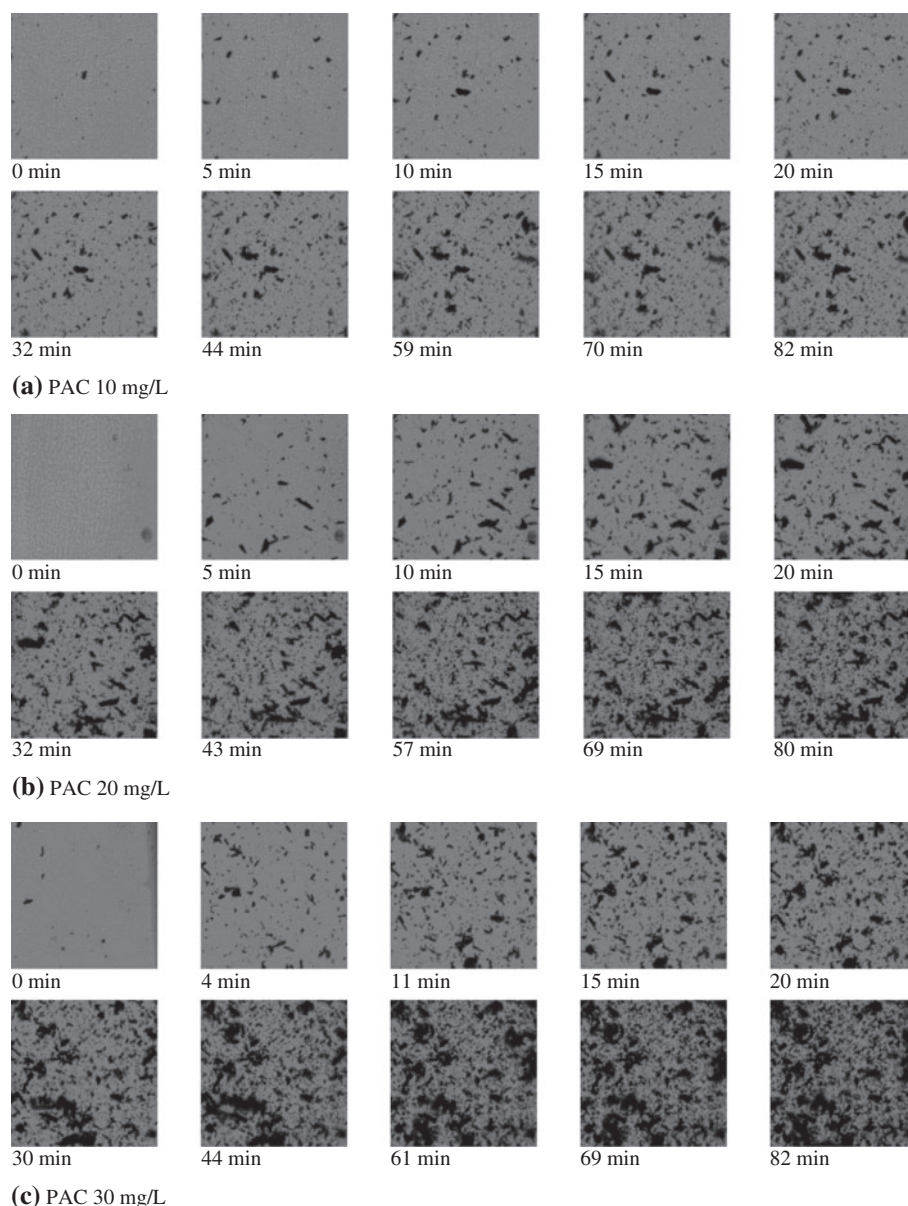 0 min 5 min 10 min 15 min 20 min
32 min 44 min 59 min 70 min 82 min
(a) PAC 10 mg/L
0 min 5 min 10 min 15 min 20 min
32 min 43 min 57 min 69 min 80 min
(b) PAC 20 mg/L
0 min 4 min 11 min 15 min 20 min
30 min 44 min 61 min 69 min 82 min
(c) PAC 30 mg/L